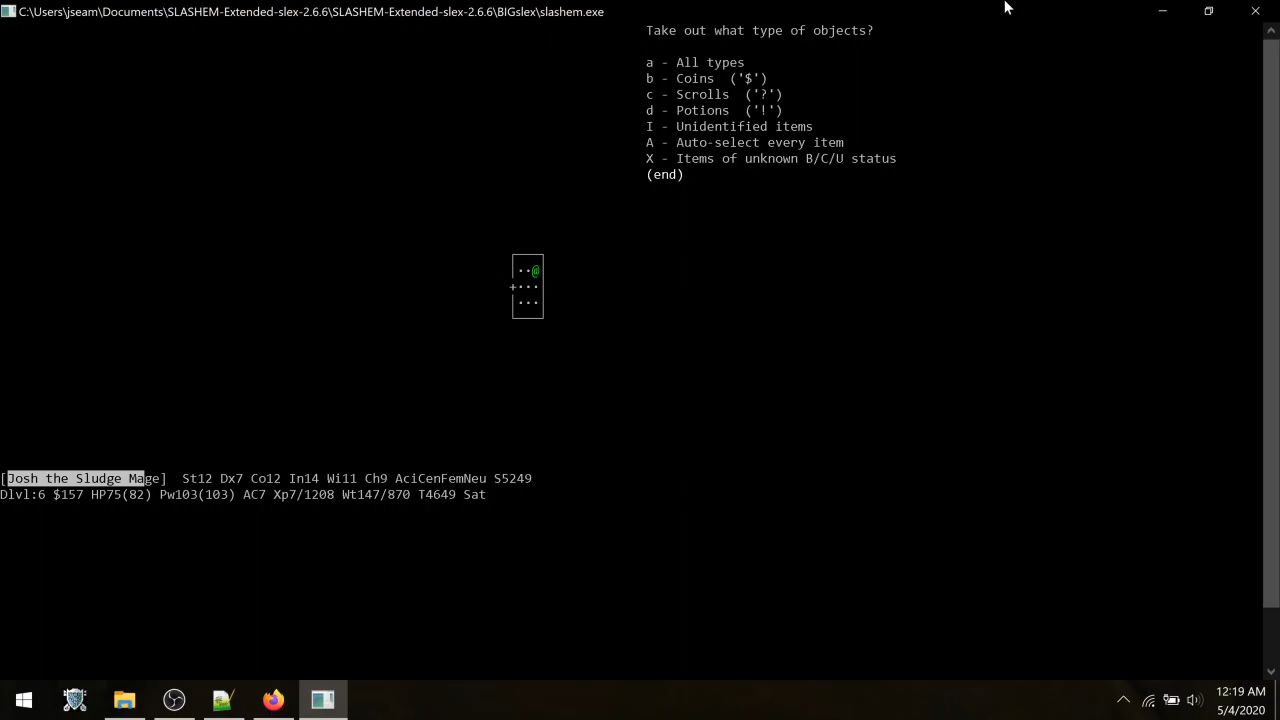 C:\Users\jseam\Documents\SLASHEM-Extended-slex-2.6.6\SLASHEM-Extended-slex-2.6.6\BIGslex\slashem.exe
Take out what type of objects?
a - All types
b - Coins  ('$')
c - Scrolls  ('?')
d - Potions  ('!')
I - Unidentified items
A - Auto-select every item
X - Items of unknown B/C/U status
(end)
··@
+···
···
[Josh the Sludge Mage]  St12 Dx7 Co12 In14 Wi11 Ch9 AciCenFemNeu S5249
Dlvl:6 $157 HP75(82) Pw103(103) AC7 Xp7/1208 Wt147/870 T4649 Sat
12:19 AM
5/4/2020